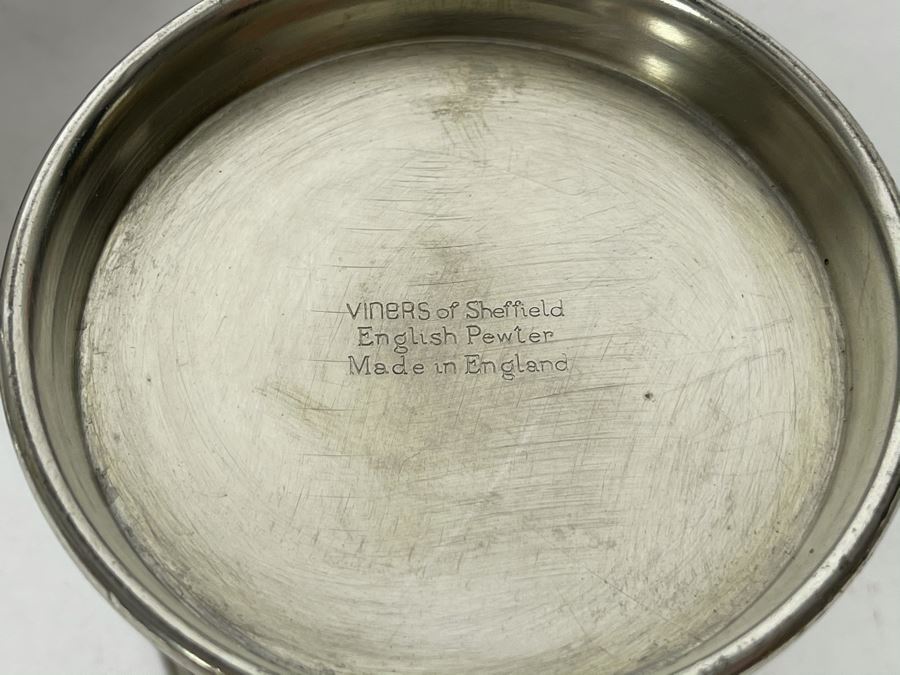 VINERS of Sheffield
English Pewter
Made in England